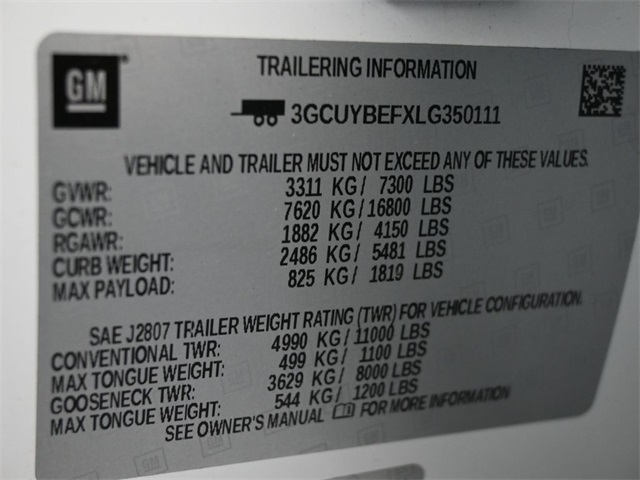 GM
TRAILERING INFORMATION
3GCUYBEFXLG350111
VEHICLE AND TRAILER MUST NOT EXCEED ANY OF THESE VALUES.
GVWR: 3311 KG/ 7300 LBS
GCWR: 7620 KG/16800 LBS
RGAWR: 1882 KG/ 4150 LBS
CURB WEIGHT: 2486 KG/ 5481 LBS
MAX PAYLOAD: 825 KG/ 1819 LBS
SAE J2807 TRAILER WEIGHT RATING (TWR) FOR VEHICLE CONFIGURATION.
CONVENTIONAL TWR: 4990 KG/11000 LBS
MAX TONGUE WEIGHT: 499 KG/ 1100 LBS
GOOSENECK TWR: 3629 KG/ 8000 LBS
MAX TONGUE WEIGHT: 544 KG/ 1200 LBS
SEE OWNER'S MANUAL FOR MORE INFORMATION